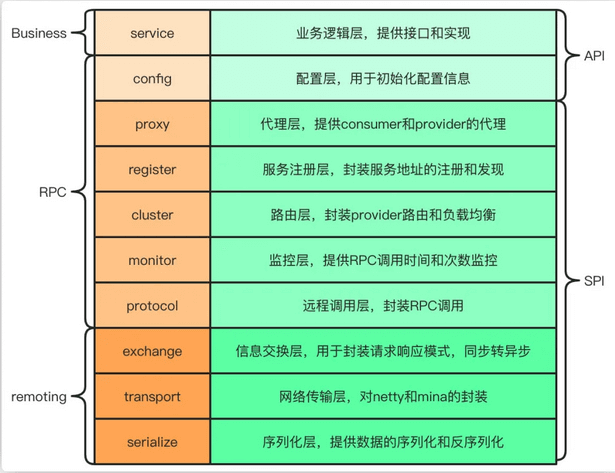 Business
service
业务逻辑层，提供接口和实现
API
config
配置层，用于初始化配置信息
RPC
proxy
代理层，提供consumer和provider的代理
register
服务注册层，封装服务地址的注册和发现
cluster
路由层，封装provider路由和负载均衡
monitor
监控层，提供RPC调用时间和次数监控
SPI
protocol
远程调用层，封装RPC调用
remoting
exchange
信息交换层，用于封装请求响应模式，同步转异步
transport
网络传输层，对netty和mina的封装
serialize
序列化层，提供数据的序列化和反序列化